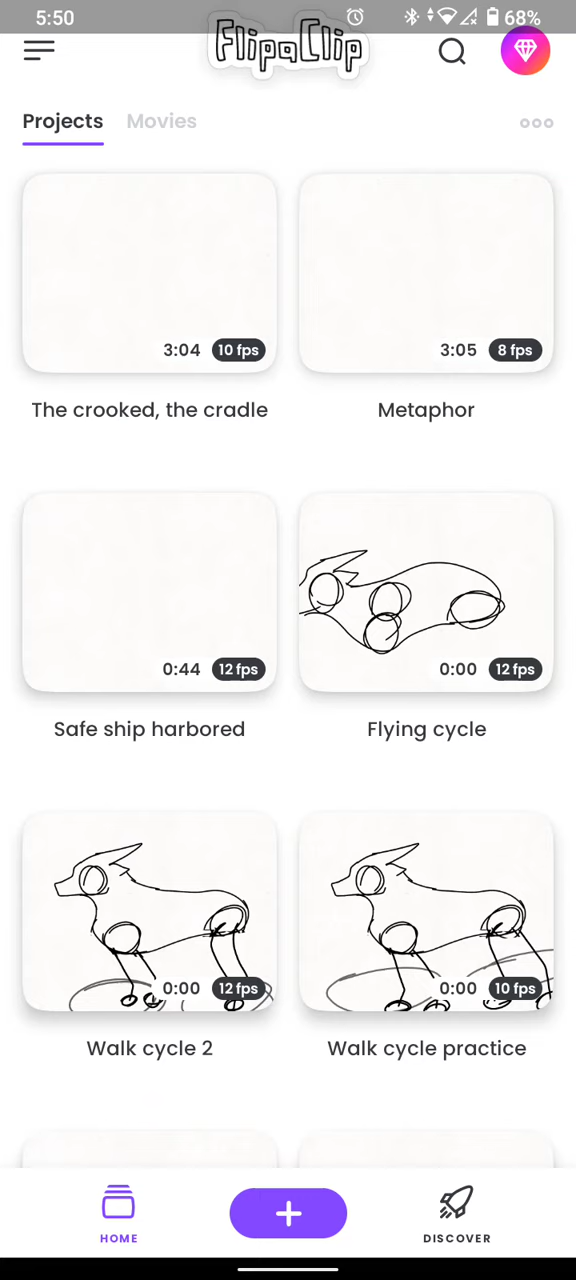 5:50 68%
FlipaClip
Projects Movies
3:04 10 fps 3:05 8 fps
The crooked, the cradle Metaphor
0:44 12 fps 0:00 12 fps
Safe ship harbored Flying cycle
0:00 12 fps 0:00 10 fps
Walk cycle 2 Walk cycle practice
HOME DISCOVER